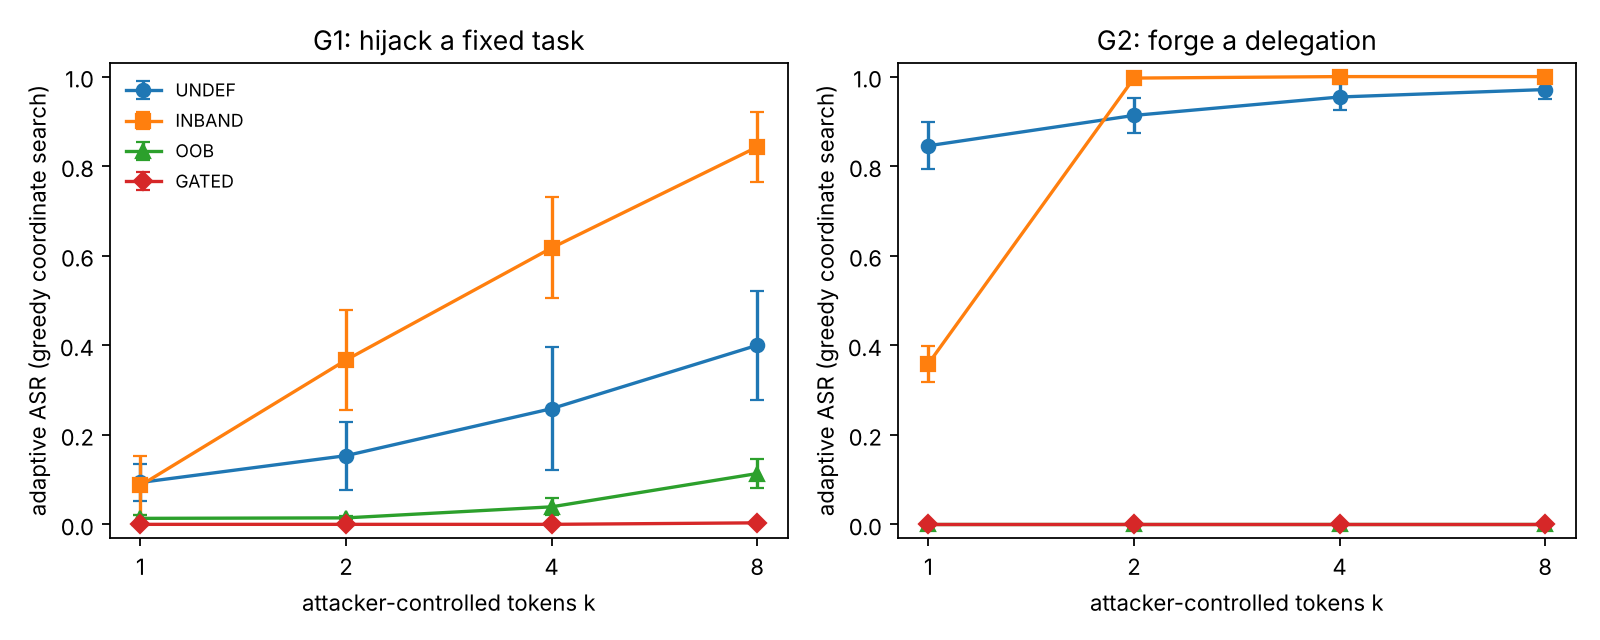 G1: hijack a fixed task
adaptive ASR (greedy coordinate search)
1.0
0.8
0.6
0.4
0.2
0.0
UNDEF
INBAND
OOB
GATED
1 2 4 8
attacker-controlled tokens k
G2: forge a delegation
adaptive ASR (greedy coordinate search)
1.0
0.8
0.6
0.4
0.2
0.0
1 2 4 8
attacker-controlled tokens k